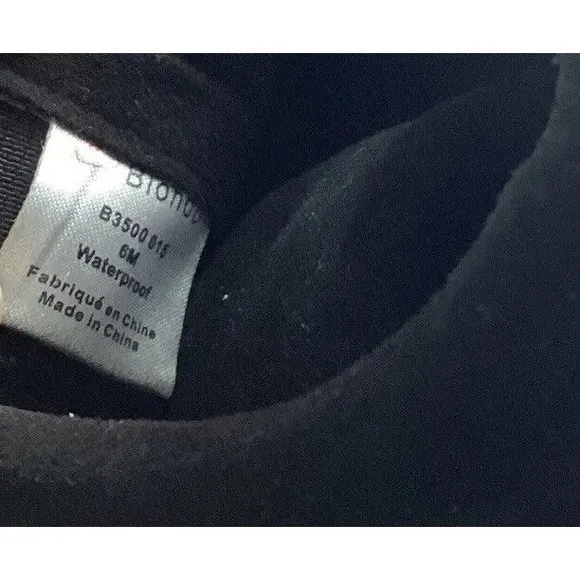 B3500 015
6M
Waterproof
Fabriqué en Chine
Made in China